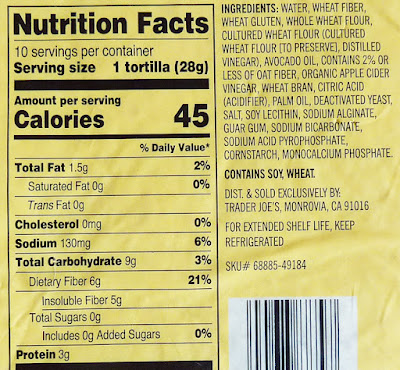 Nutrition Facts
10 servings per container
Serving size 1 tortilla (28g)
Amount per serving
Calories 45
% Daily Value*
Total Fat 1.5g 2%
Saturated Fat 0g 0%
Trans Fat 0g
Cholesterol 0mg 0%
Sodium 130mg 6%
Total Carbohydrate 9g 3%
Dietary Fiber 6g 21%
Insoluble Fiber 5g
Total Sugars 0g
Includes 0g Added Sugars 0%
Protein 3g
INGREDIENTS: WATER, WHEAT FIBER,
WHEAT GLUTEN, WHOLE WHEAT FLOUR,
CULTURED WHEAT FLOUR (CULTURED
WHEAT FLOUR [TO PRESERVE], DISTILLED
VINEGAR), AVOCADO OIL, CONTAINS 2% OR
LESS OF OAT FIBER, ORGANIC APPLE CIDER
VINEGAR, WHEAT BRAN, CITRIC ACID
(ACIDIFIER), PALM OIL, DEACTIVATED YEAST,
SALT, SOY LECITHIN, SODIUM ALGINATE,
GUAR GUM, SODIUM BICARBONATE,
SODIUM ACID PYROPHOSPHATE,
CORNSTARCH, MONOCALCIUM PHOSPHATE.
CONTAINS SOY, WHEAT.
DIST. & SOLD EXCLUSIVELY BY:
TRADER JOE'S, MONROVIA, CA 91016
FOR EXTENDED SHELF LIFE, KEEP
REFRIGERATED
SKU# 68885-49184